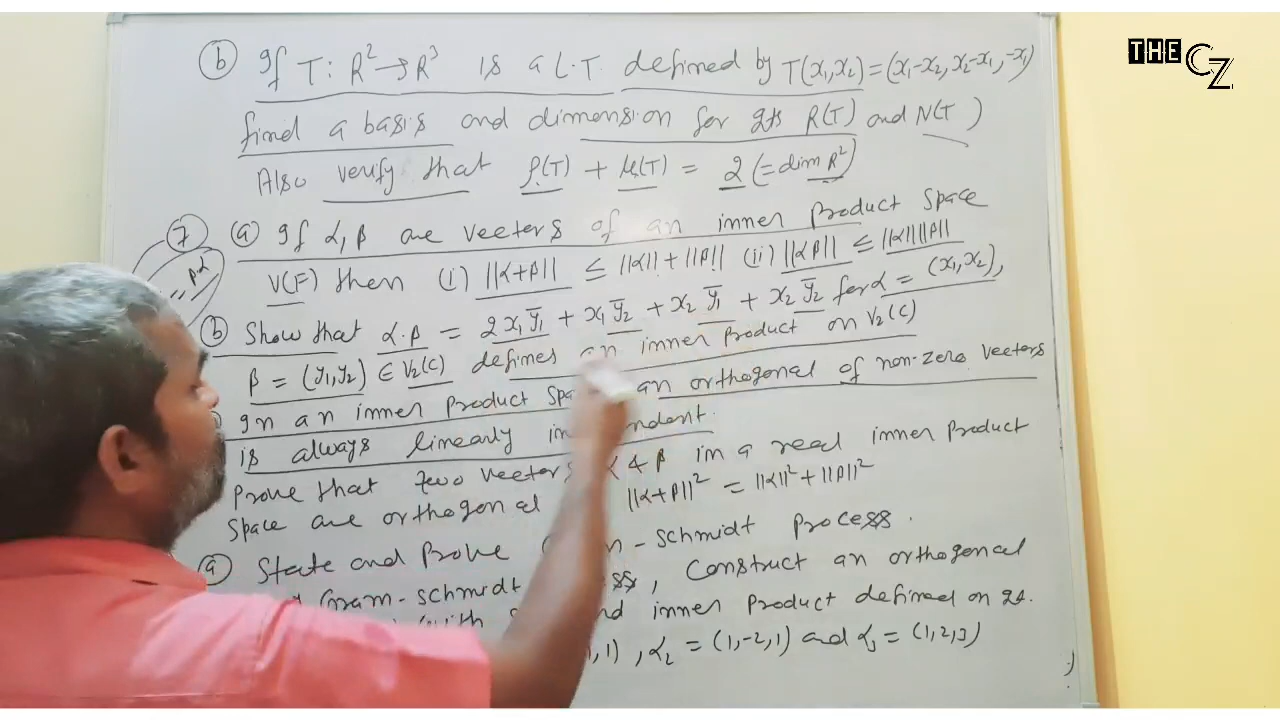 THE CZ
(b) If T: R² → R³ is a L.T. defined by T(x₁,x₂) = (x₁-x₂, x₂-x₁, -x₁)
find a basis and dimension for its R(T) and N(T)
Also verify that ρ(T) + μ(T) = 2 (= dim R²)
(7) (a) If α, β are vectors of an inner product space
V(F) then (i) ||α+β|| ≤ ||α|| + ||β|| (ii) ||α β|| ≤ ||α|| ||β||
(b) Show that α.β = 2x₁ȳ₁ + x₁ȳ₂ + x₂ȳ₁ + x₂ȳ₂ for α = (x₁,x₂),
β = (y₁,y₂) ∈ V₂(C) defines an inner product on V₂(C)
In an inner product an orthogonal of non-zero vectors
is always linearly
Prove that two vectors & β in a real inner product
space are orthogonal ||α+β||² = ||α||² + ||β||²
(a) State and Prove - Schmidt process.
Gram-Schmidt , Construct an orthogonal
with inner product defined on it.
, α₂ = (1,-2,1) and α₃ = (1,2,3)